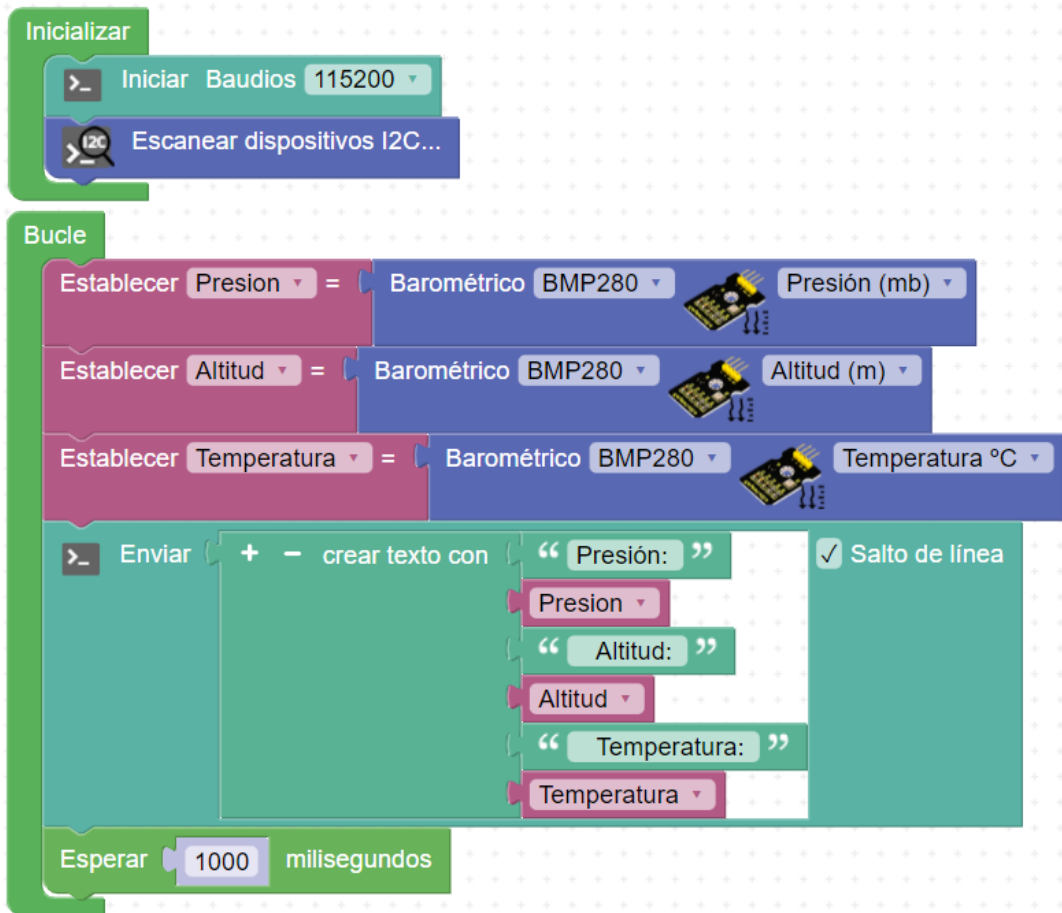 Inicializar
>_ Iniciar Baudios 115200
I2C >_ Escanear dispositivos I2C...
Bucle
Establecer Presion = Barométrico BMP280 Presión (mb)
Establecer Altitud = Barométrico BMP280 Altitud (m)
Establecer Temperatura = Barométrico BMP280 Temperatura ºC
>_ Enviar + − crear texto con “ Presión: ” ✓ Salto de línea
Presion
“ Altitud: ”
Altitud
“ Temperatura: ”
Temperatura
Esperar 1000 milisegundos